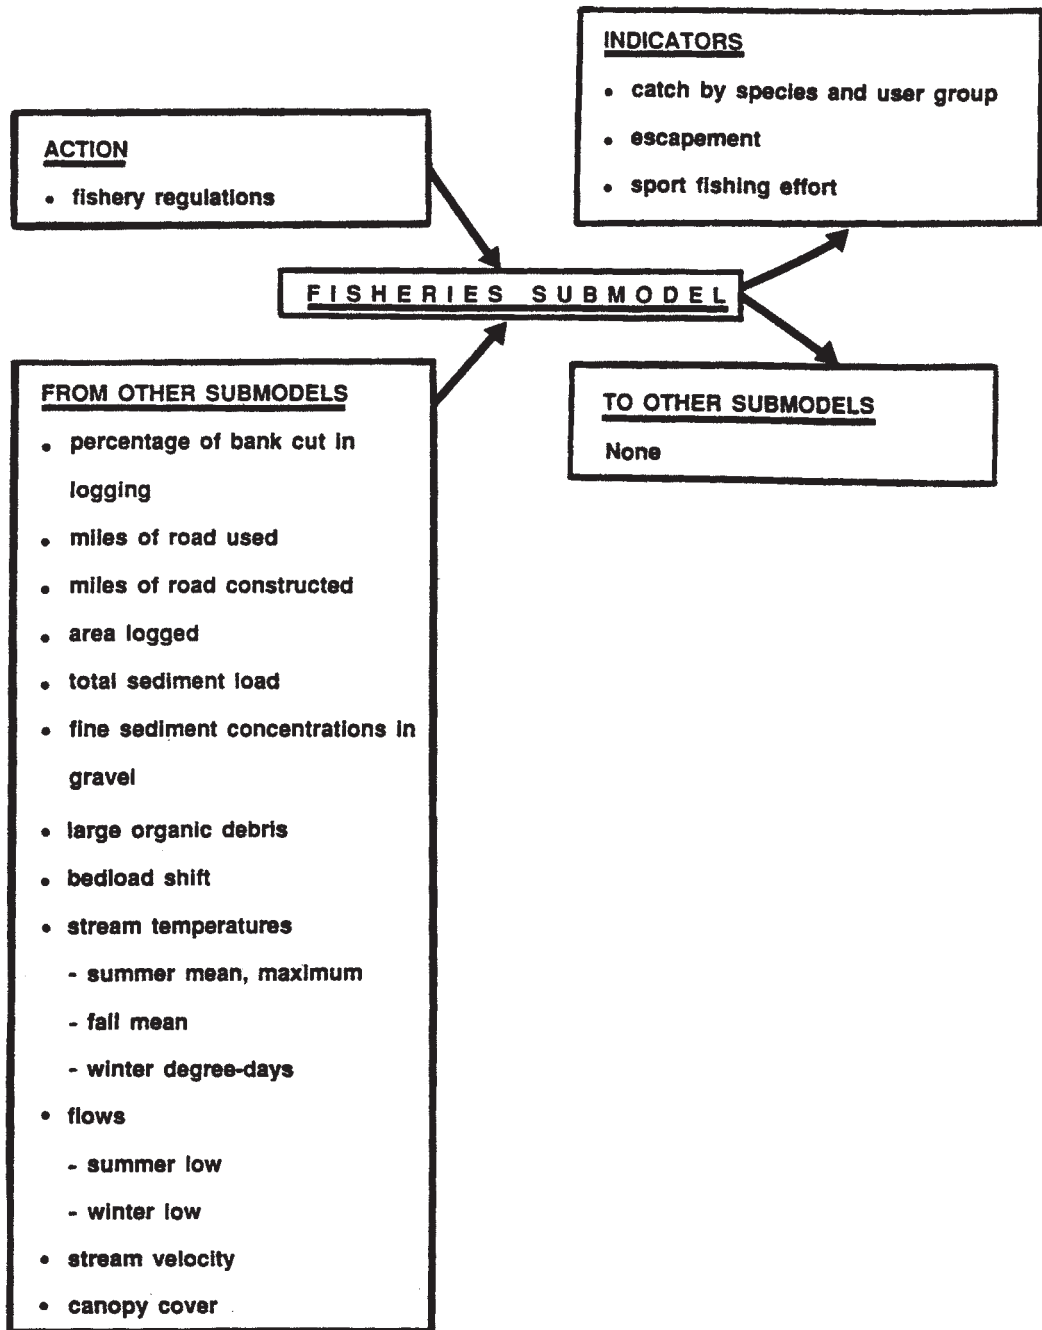 INDICATORS
• catch by species and user group
• escapement
• sport fishing effort
ACTION
• fishery regulations
FISHERIES SUBMODEL
FROM OTHER SUBMODELS
• percentage of bank cut in
logging
• miles of road used
• miles of road constructed
• area logged
• total sediment load
• fine sediment concentrations in
gravel
• large organic debris
• bedload shift
• stream temperatures
- summer mean, maximum
- fall mean
- winter degree-days
• flows
- summer low
- winter low
• stream velocity
• canopy cover
TO OTHER SUBMODELS
None